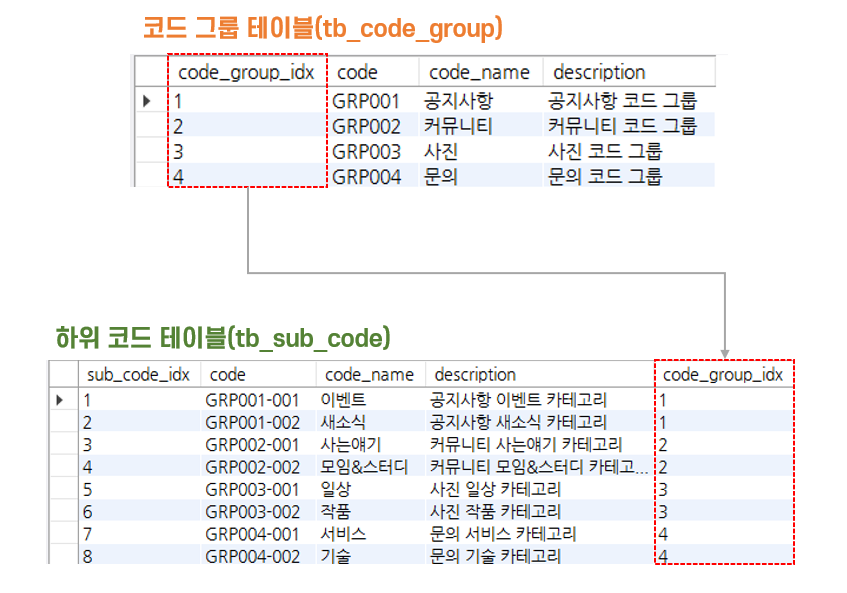 코드 그룹 테이블(tb_code_group)
code_group_idx code code_name description
1 GRP001 공지사항 공지사항 코드 그룹
2 GRP002 커뮤니티 커뮤니티 코드 그룹
3 GRP003 사진 사진 코드 그룹
4 GRP004 문의 문의 코드 그룹
하위 코드 테이블(tb_sub_code)
sub_code_idx code code_name description code_group_idx
1 GRP001-001 이벤트 공지사항 이벤트 카테고리 1
2 GRP001-002 새소식 공지사항 새소식 카테고리 1
3 GRP002-001 사는얘기 커뮤니티 사는얘기 카테고리 2
4 GRP002-002 모임&스터디 커뮤니티 모임&스터디 카테고... 2
5 GRP003-001 일상 사진 일상 카테고리 3
6 GRP003-002 작품 사진 작품 카테고리 3
7 GRP004-001 서비스 문의 서비스 카테고리 4
8 GRP004-002 기술 문의 기술 카테고리 4